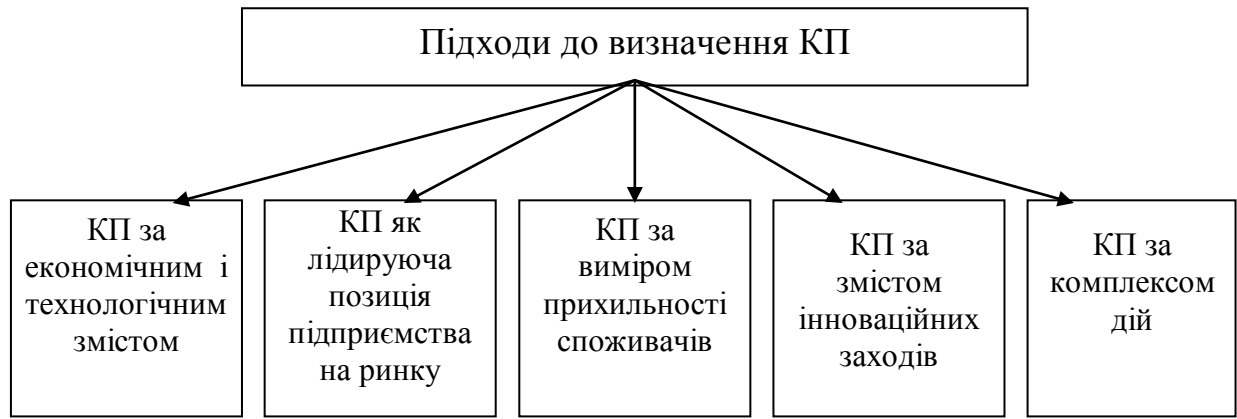 Підходи до визначення КП
КП за
економічним і
технологічним
змістом
КП як
лідируюча
позиція
підприємства
на ринку
КП за
виміром
прихильності
споживачів
КП за
змістом
інноваційних
заходів
КП за
комплексом
дій